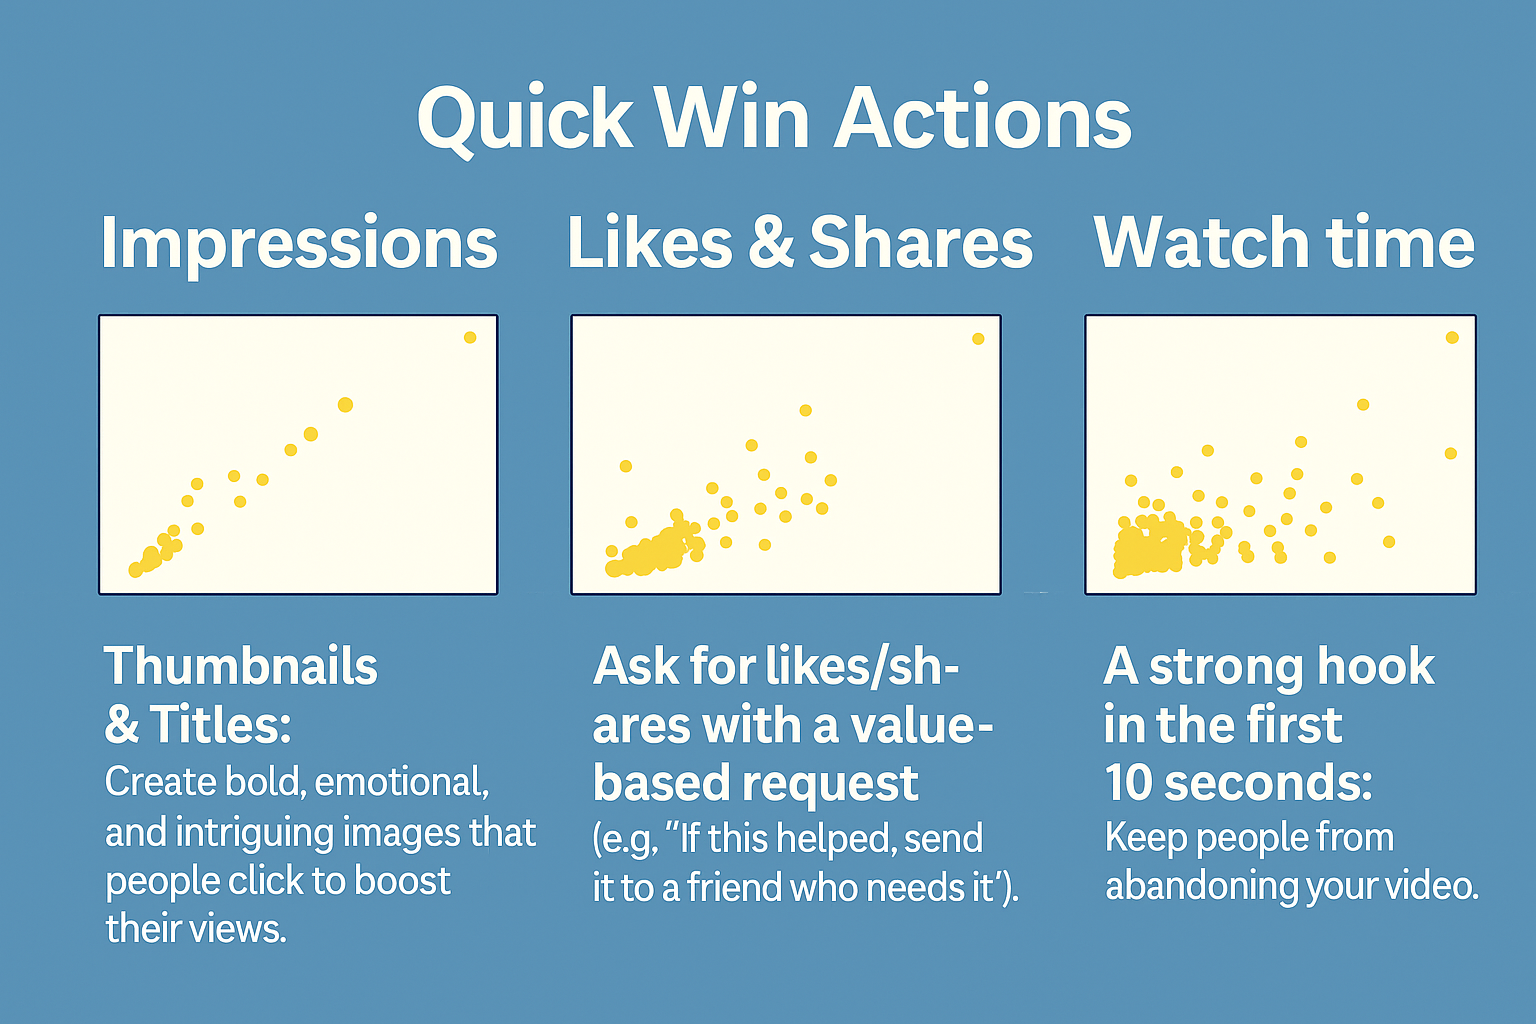 Quick Win Actions
Impressions
Likes & Shares
Watch time
Thumbnails
& Titles:
Create bold, emotional,
and intriguing images that
people click to boost
their views.
Ask for likes/sh-
ares with a value-
based request
(e.g, "If this helped, send
it to a friend who needs it').
A strong hook
in the first
10 seconds:
Keep people from
abandoning your video.